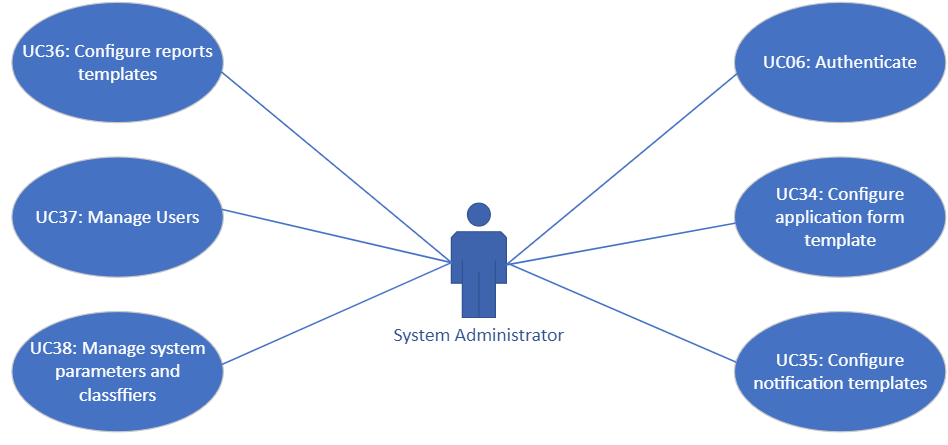 UC36: Configure reports
templates
UC06: Authenticate
UC37: Manage Users
UC34: Configure
application form
template
System Administrator
UC38: Manage system
parameters and
classffiers
UC35: Configure
notification templates